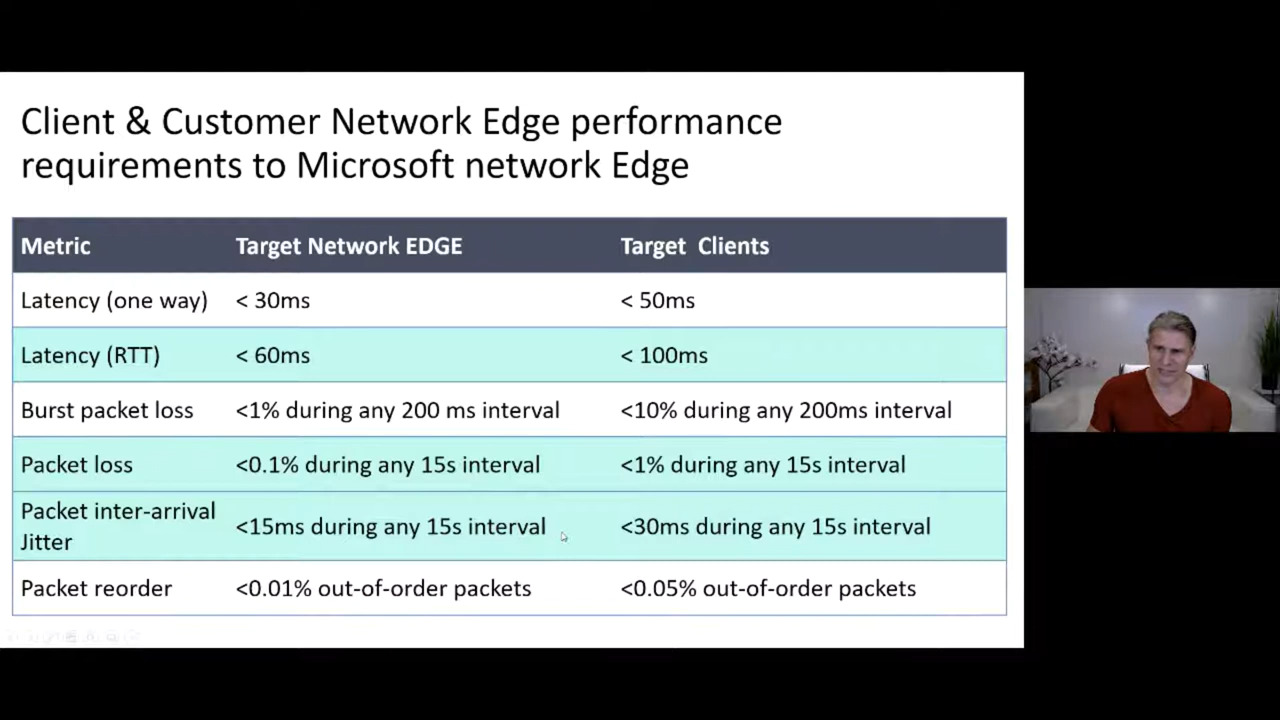 Client & Customer Network Edge performance
requirements to Microsoft network Edge
Metric Target Network EDGE Target Clients
Latency (one way) < 30ms < 50ms
Latency (RTT) < 60ms < 100ms
Burst packet loss <1% during any 200 ms interval <10% during any 200ms interval
Packet loss <0.1% during any 15s interval <1% during any 15s interval
Packet inter-arrival
Jitter <15ms during any 15s interval <30ms during any 15s interval
Packet reorder <0.01% out-of-order packets <0.05% out-of-order packets